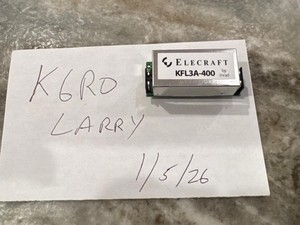 K6RO
LARRY
1/5/26
ELECRAFT
KFL3A-400